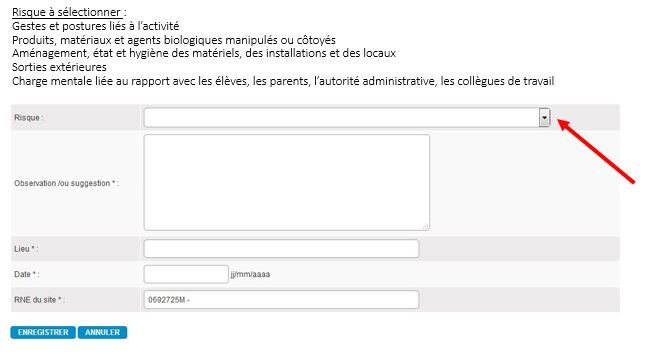 Risque à sélectionner :
Gestes et postures liés à l'activité
Produits, matériaux et agents biologiques manipulés ou côtoyés
Aménagement, état et hygiène des matériels, des installations et des locaux
Sorties extérieures
Charge mentale liée au rapport avec les élèves, les parents, l'autorité administrative, les collègues de travail
Risque :
Observation /ou suggestion * :
Lieu * :
Date * : jj/mm/aaaa
RNE du site * : 0692725M -
ENREGISTRER ANNULER